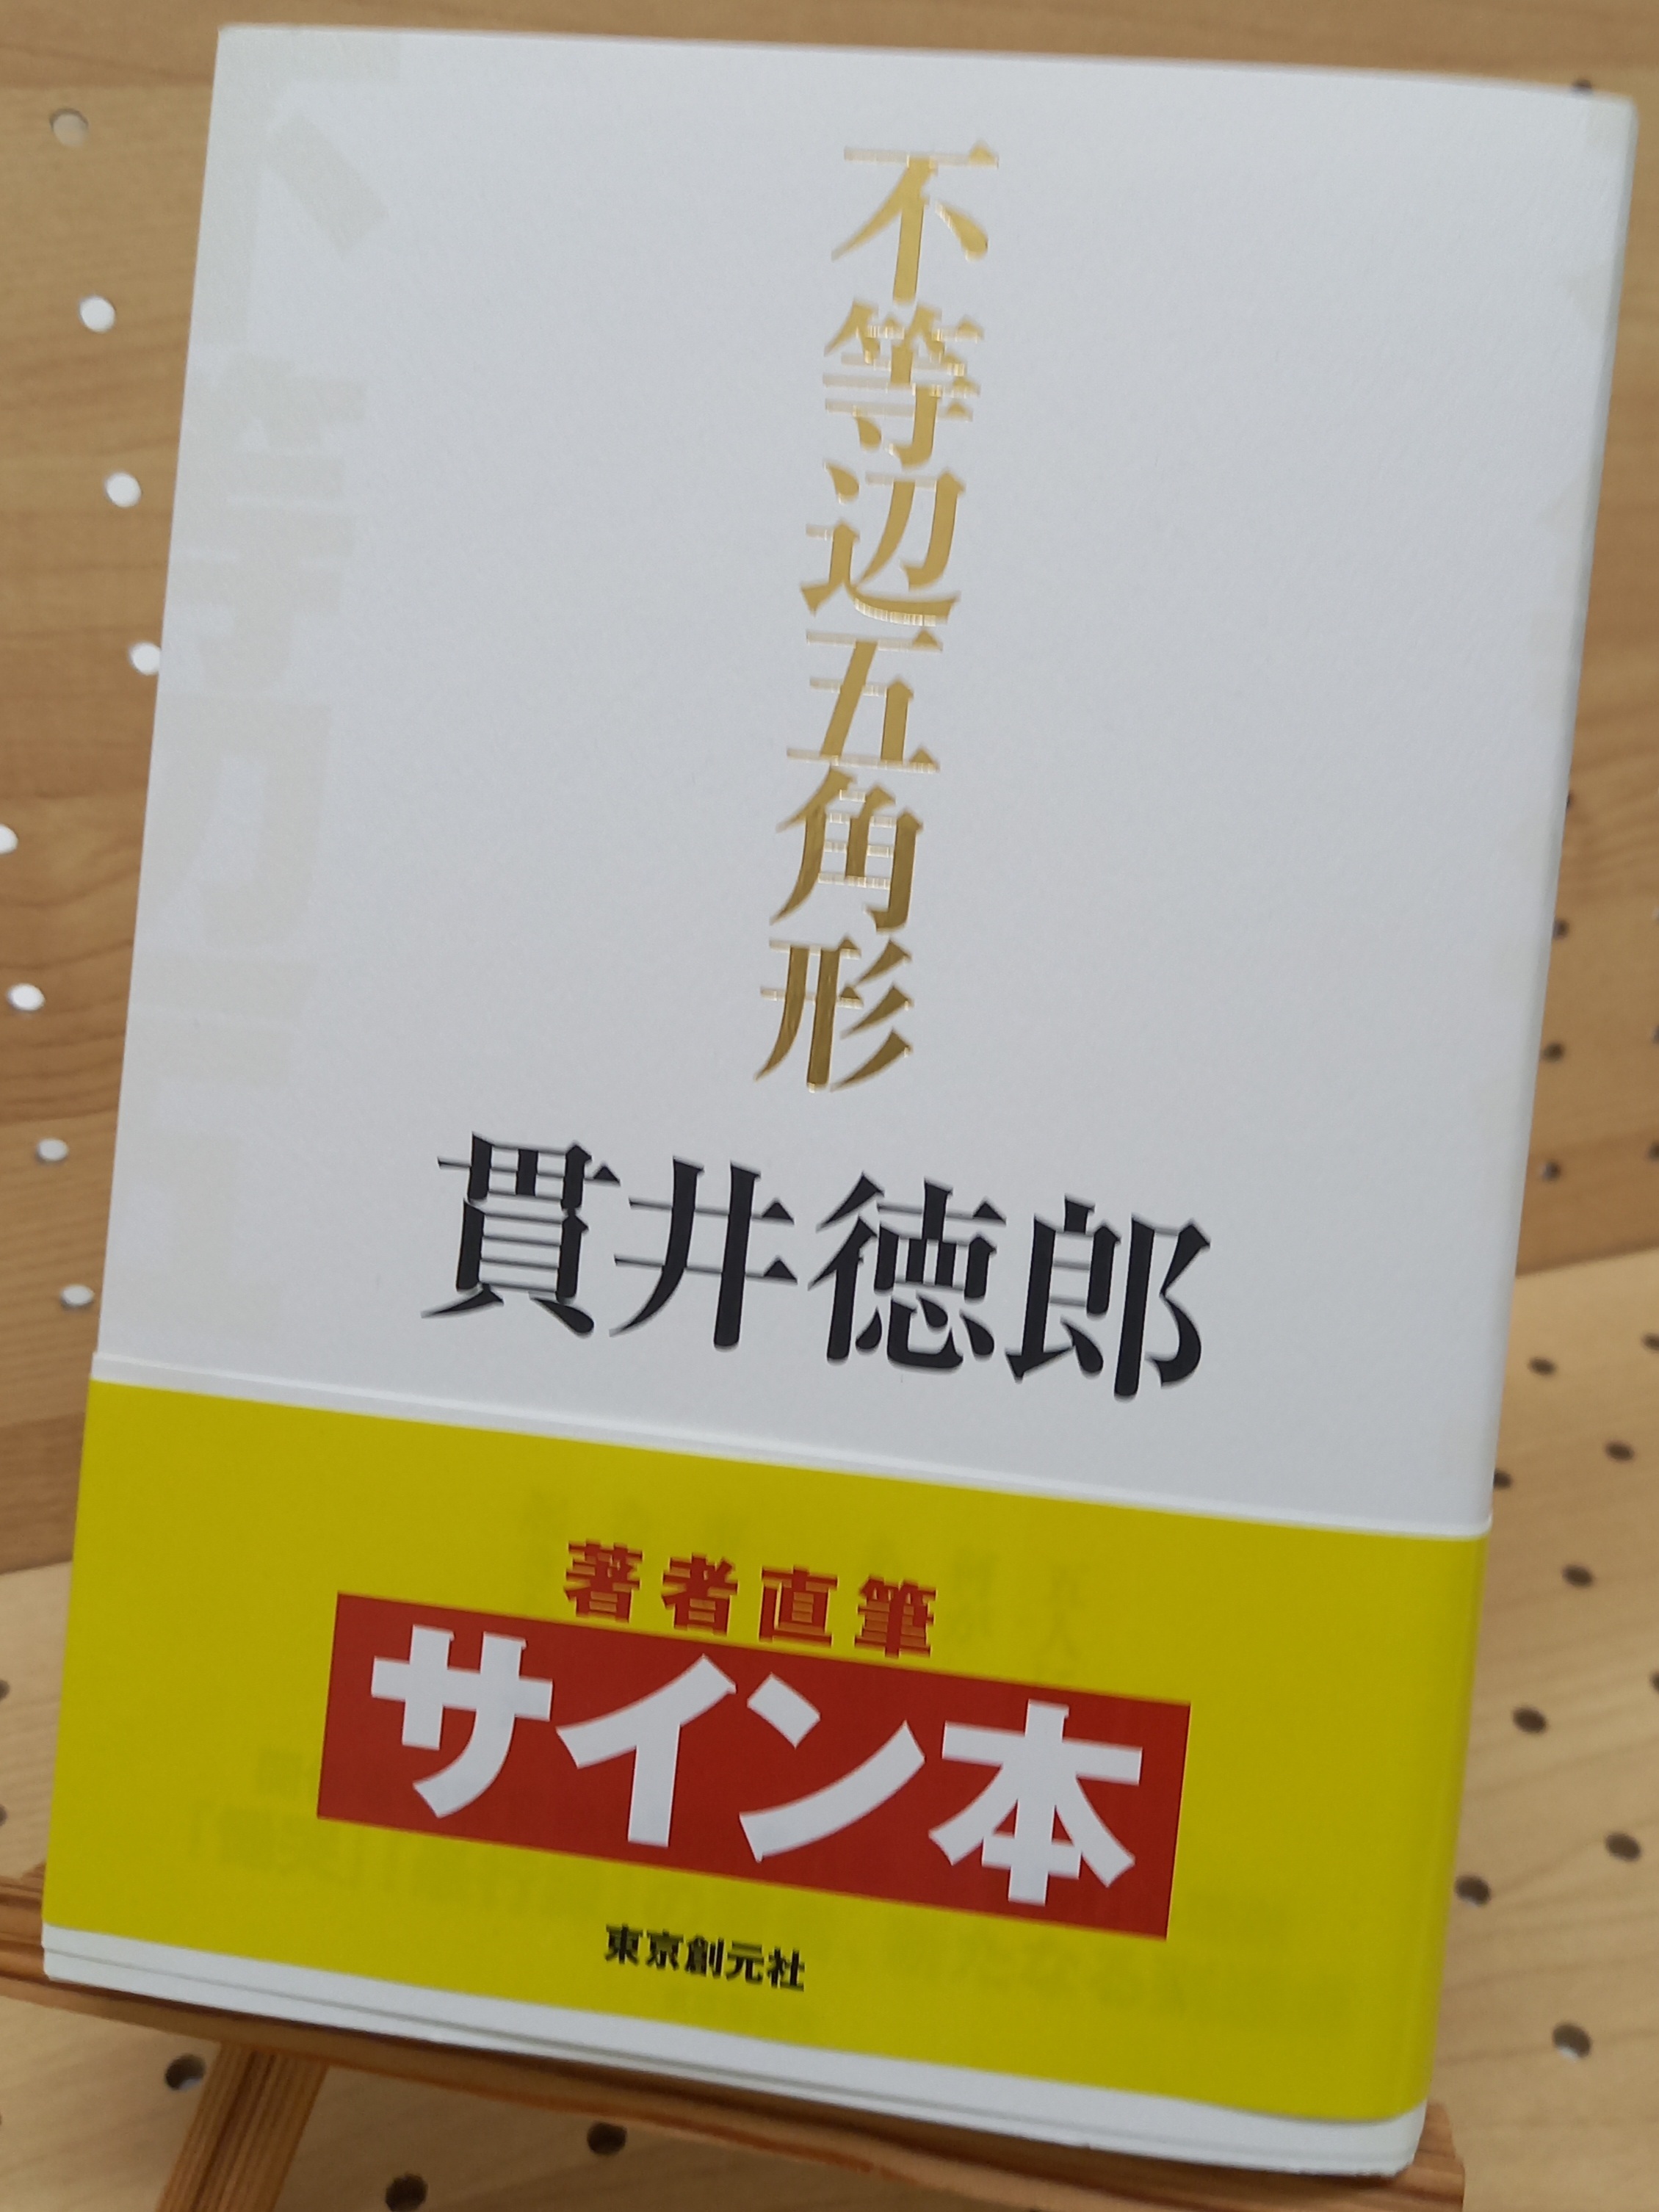 不等辺五角形
貫井徳郎
著者直筆
サイン本
東京創元社